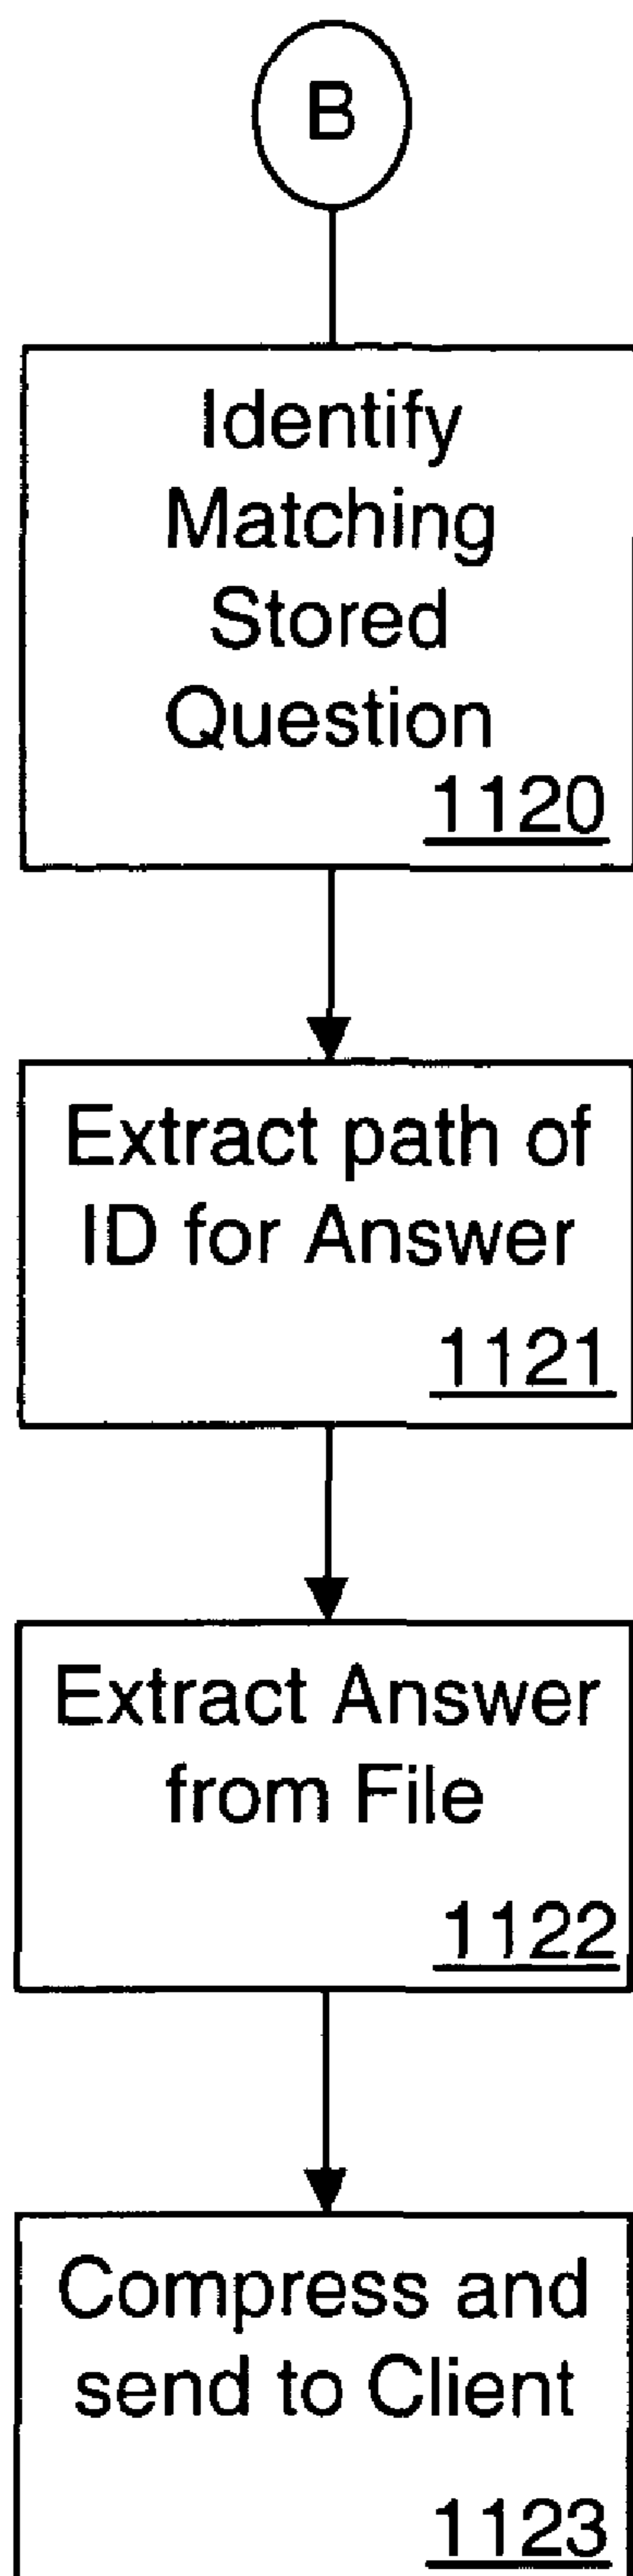 B
Identify
Matching
Stored
Question
1120
Extract path of
ID for Answer
1121
Extract Answer
from File
1122
Compress and
send to Client
1123